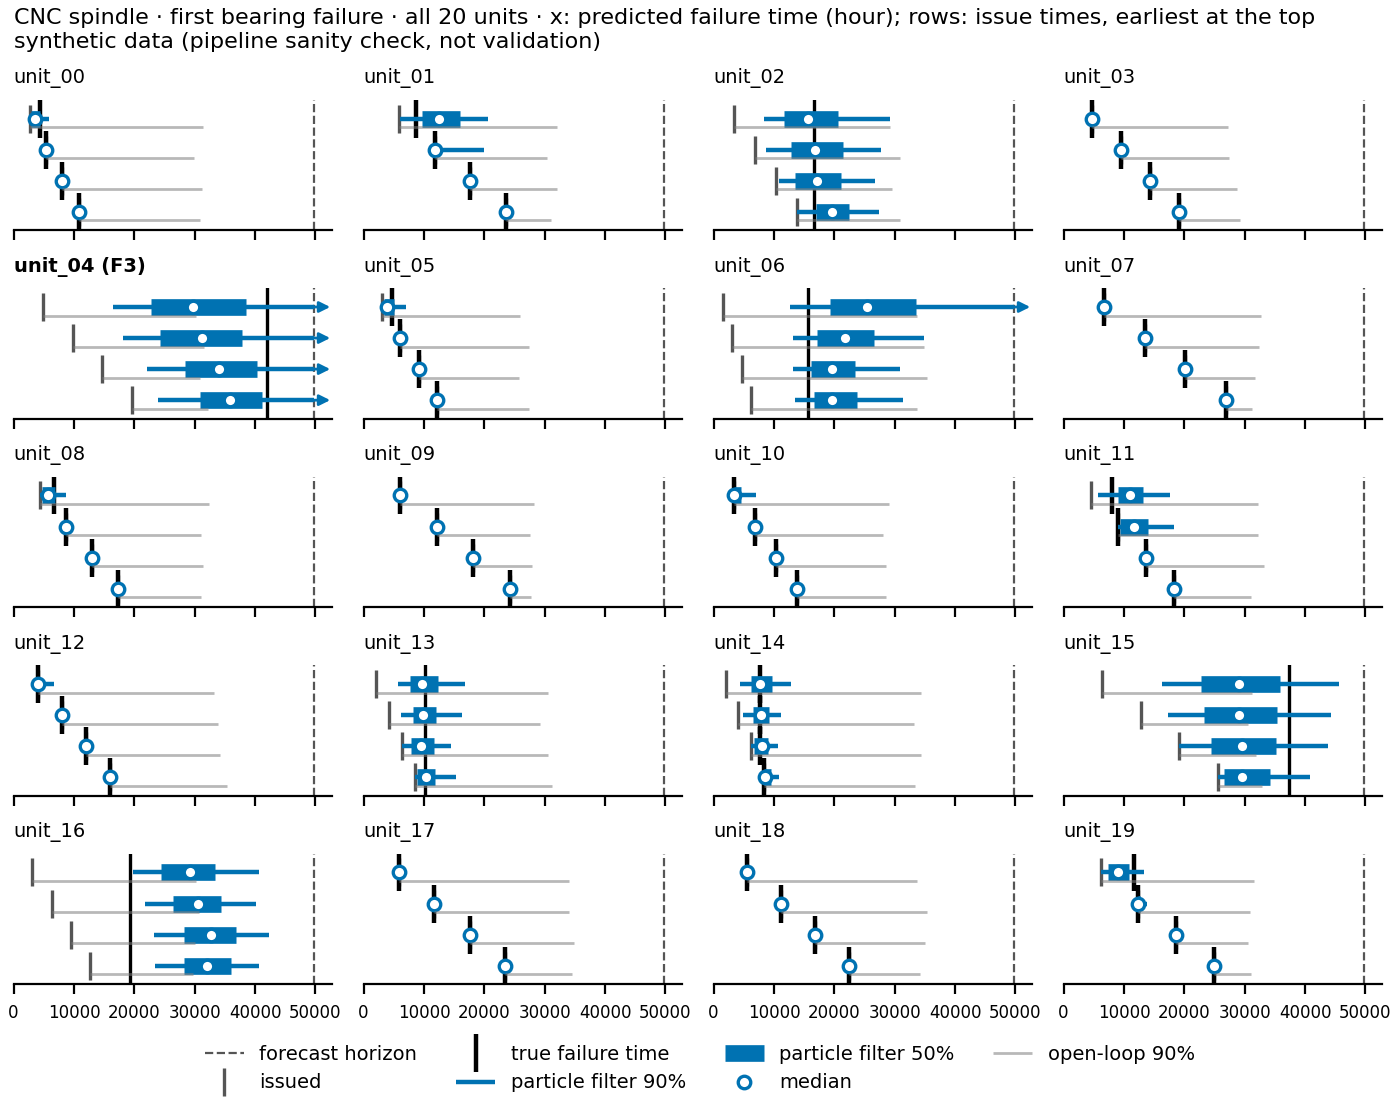 CNC spindle · first bearing failure · all 20 units · x: predicted failure time (hour); rows: issue times, earliest at the top
synthetic data (pipeline sanity check, not validation)
unit_00
unit_01
unit_02
unit_03
unit_04 (F3)
unit_05
unit_06
unit_07
unit_08
unit_09
unit_10
unit_11
unit_12
unit_13
unit_14
unit_15
unit_16
unit_17
unit_18
unit_19
0 10000 20000 30000 40000 50000
0 10000 20000 30000 40000 50000
0 10000 20000 30000 40000 50000
0 10000 20000 30000 40000 50000
forecast horizon
issued
true failure time
particle filter 90%
particle filter 50%
median
open-loop 90%